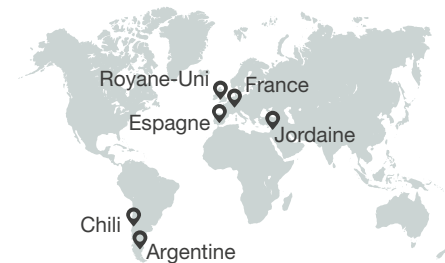 Royane-Uni
France
Espagne
Jordaine
Chili
Argentine